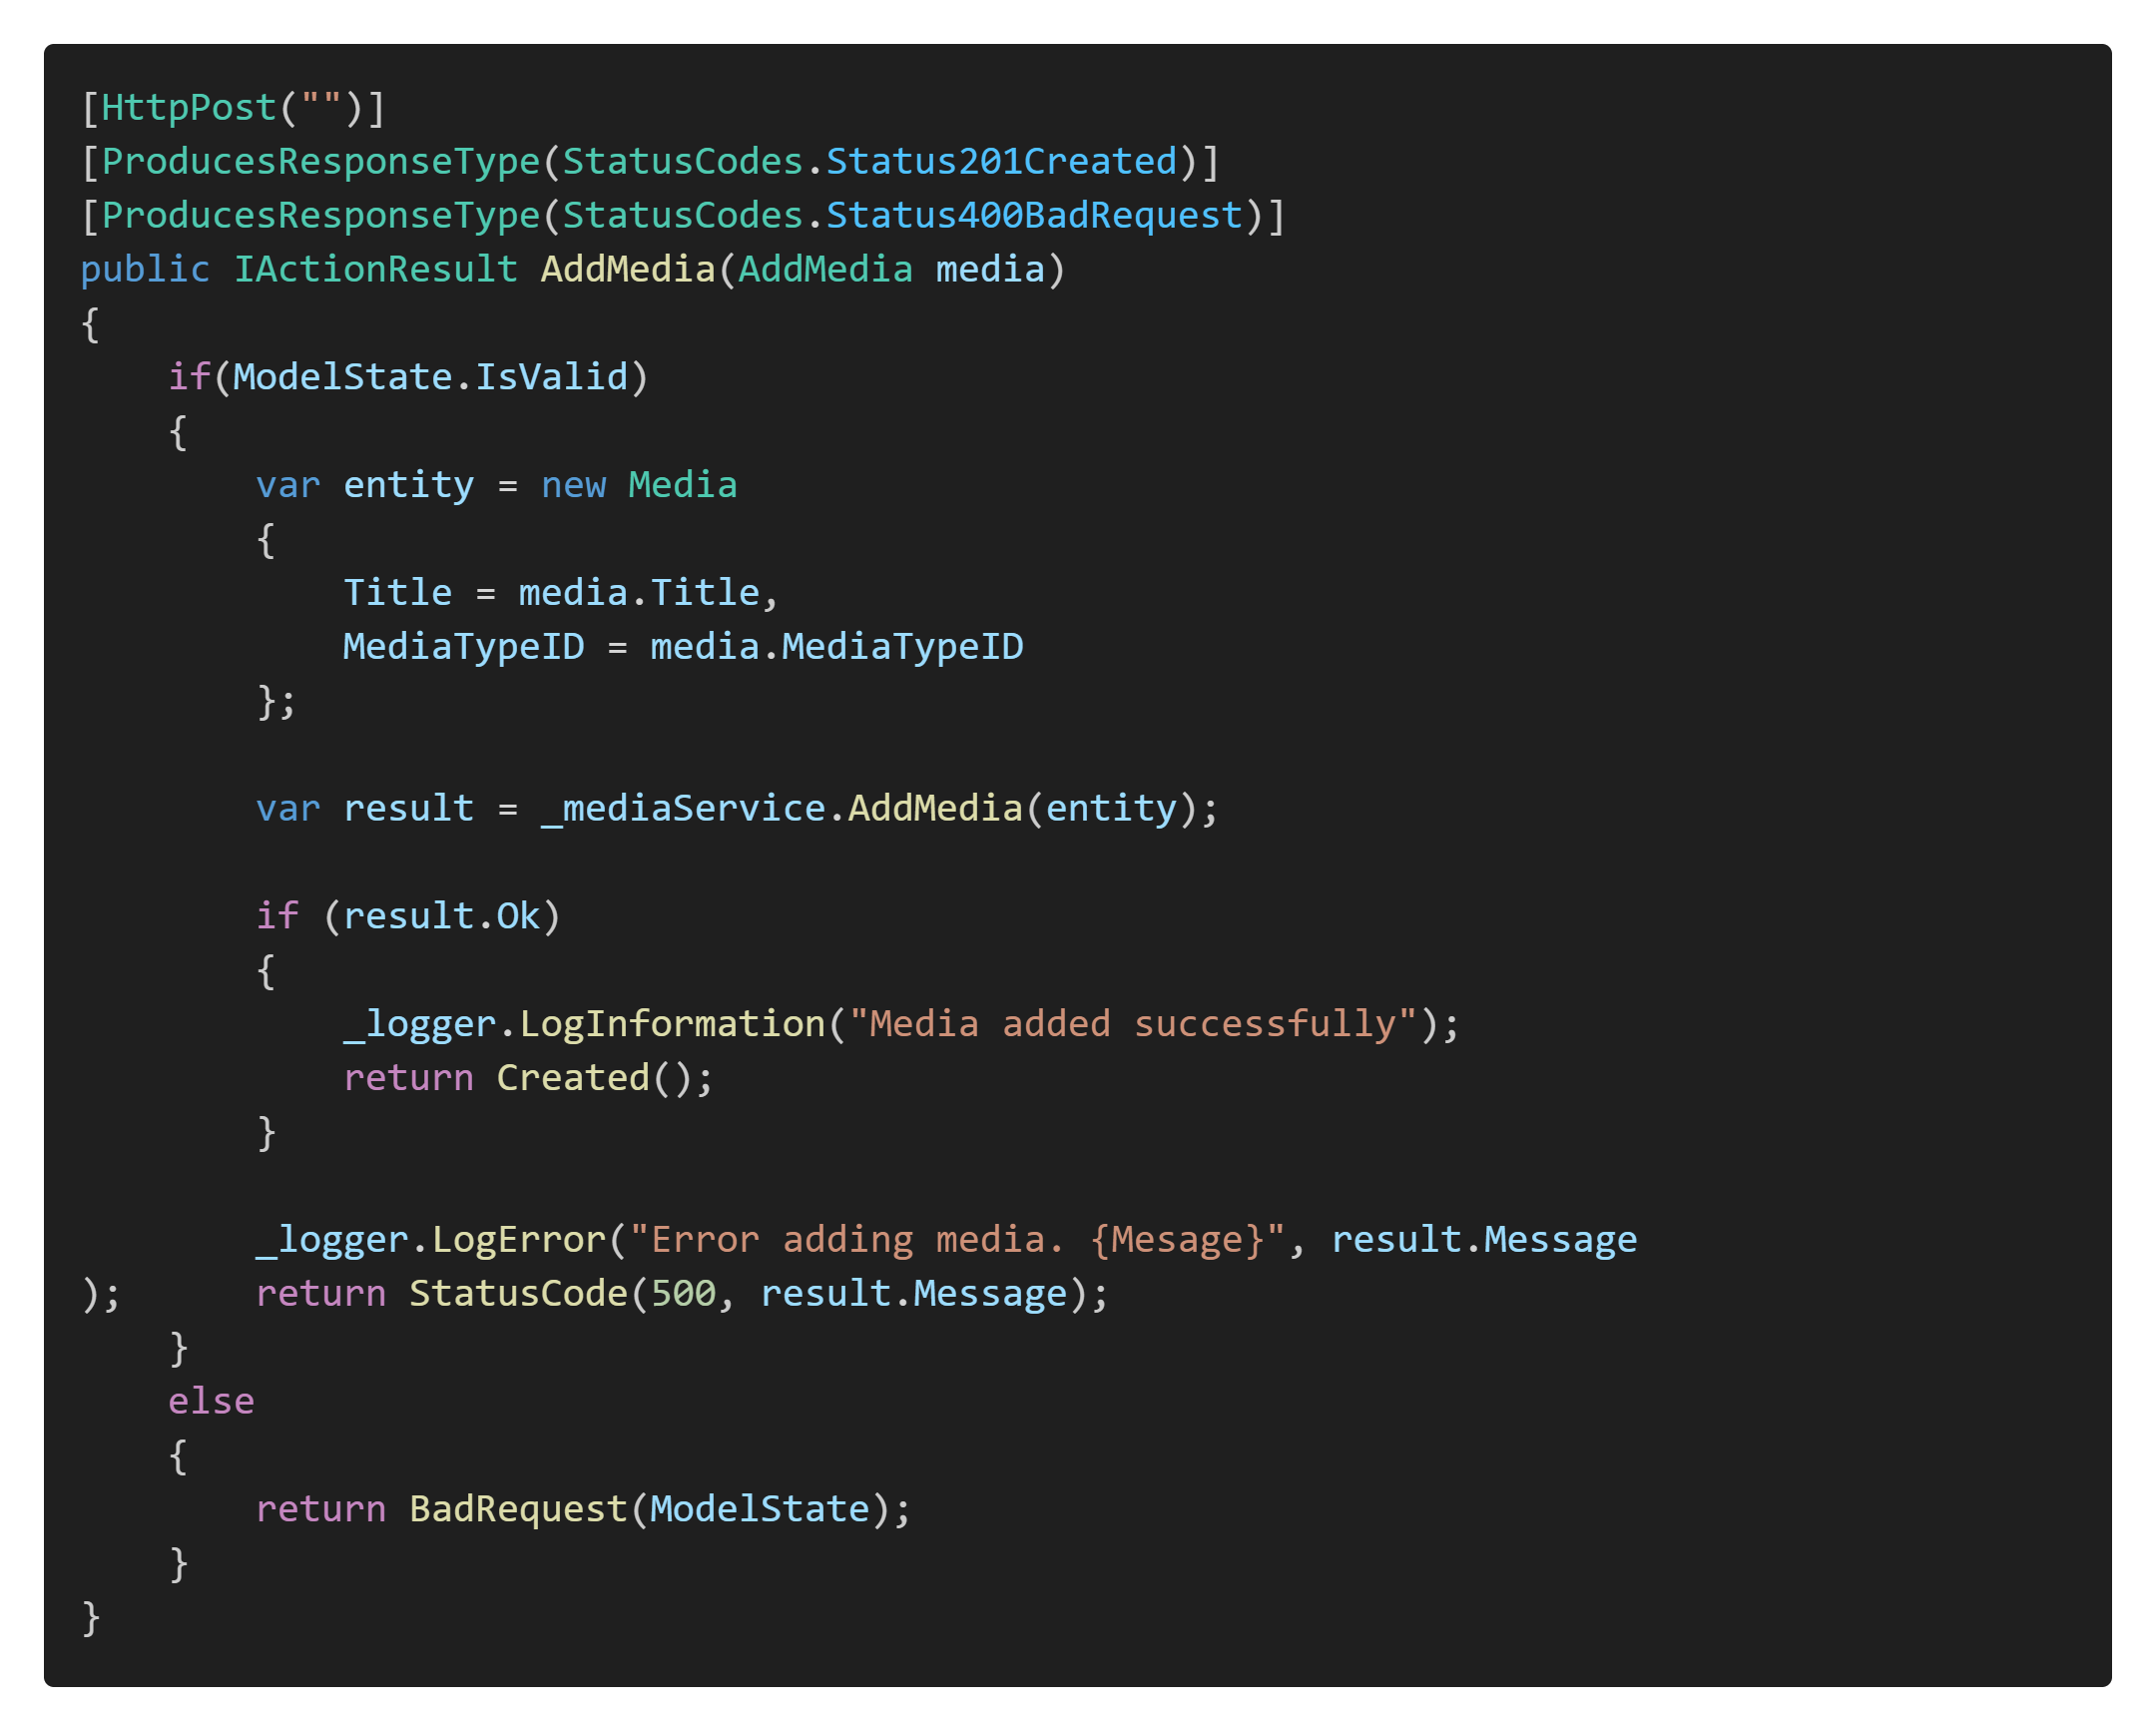 [HttpPost("")]
[ProducesResponseType(StatusCodes.Status201Created)]
[ProducesResponseType(StatusCodes.Status400BadRequest)]
public IActionResult AddMedia(AddMedia media)
{
    if(ModelState.IsValid)
    {
        var entity = new Media
        {
            Title = media.Title,
            MediaTypeID = media.MediaTypeID
        };

        var result = _mediaService.AddMedia(entity);

        if (result.Ok)
        {
            _logger.LogInformation("Media added successfully");
            return Created();
        }

        _logger.LogError("Error adding media. {Mesage}", result.Message
);      return StatusCode(500, result.Message);
    }
    else
    {
        return BadRequest(ModelState);
    }
}